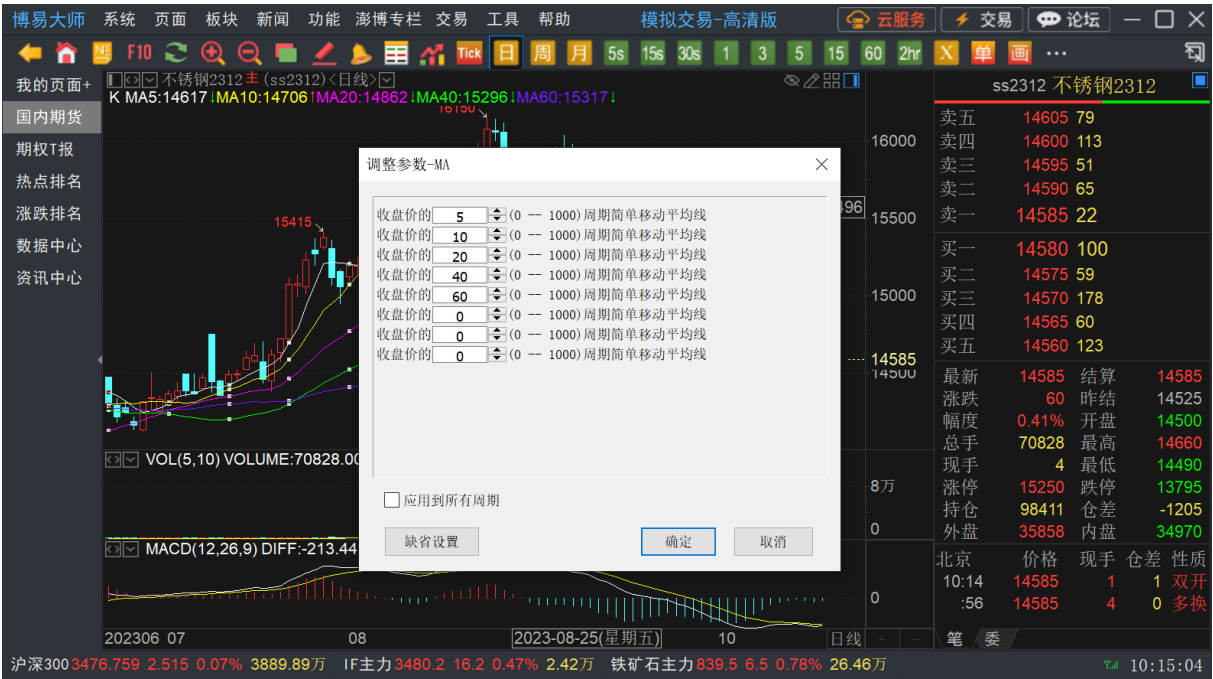 博易大师 系统 页面 板块 新闻 功能 澎博专栏 交易 工具 帮助 模拟交易-高清版 云服务 交易 论坛
F10 Tick 日 周 月 5s 15s 30s 1 3 5 15 60 2hr X 单 画 ···
我的页面+
国内期货
期权T报
热点排名
涨跌排名
数据中心
资讯中心
不锈钢2312主 (ss2312)<日线>
K MA5:14617↓MA10:14706↑MA20:14862↓MA40:15296↓MA60:15317↓
16150
15415
16000
15500
15000
14585
14500
调整参数-MA
收盘价的 5 (0 -- 1000)周期简单移动平均线
收盘价的 10 (0 -- 1000)周期简单移动平均线
收盘价的 20 (0 -- 1000)周期简单移动平均线
收盘价的 40 (0 -- 1000)周期简单移动平均线
收盘价的 60 (0 -- 1000)周期简单移动平均线
收盘价的 0 (0 -- 1000)周期简单移动平均线
收盘价的 0 (0 -- 1000)周期简单移动平均线
收盘价的 0 (0 -- 1000)周期简单移动平均线
应用到所有周期
缺省设置 确定 取消
VOL(5,10) VOLUME:70828.00
8万
0
MACD(12,26,9) DIFF:-213.44
0
202306 07 08 2023-08-25(星期五) 10 日线 + -
ss2312 不锈钢2312
卖五 14605 79
卖四 14600 113
卖三 14595 51
卖二 14590 65
卖一 14585 22
买一 14580 100
买二 14575 59
买三 14570 178
买四 14565 60
买五 14560 123
最新 14585 结算 14585
涨跌 60 昨结 14525
幅度 0.41% 开盘 14500
总手 70828 最高 14660
现手 4 最低 14490
涨停 15250 跌停 13795
持仓 98411 仓差 -1205
外盘 35858 内盘 34970
北京 价格 现手 仓差 性质
10:14 14585 1 1 双开
:56 14585 4 0 多换
笔 委
沪深300 3476.759 2.515 0.07% 3889.89万 IF主力3480.2 16.2 0.47% 2.42万 铁矿石主力839.5 6.5 0.78% 26.46万 10:15:04